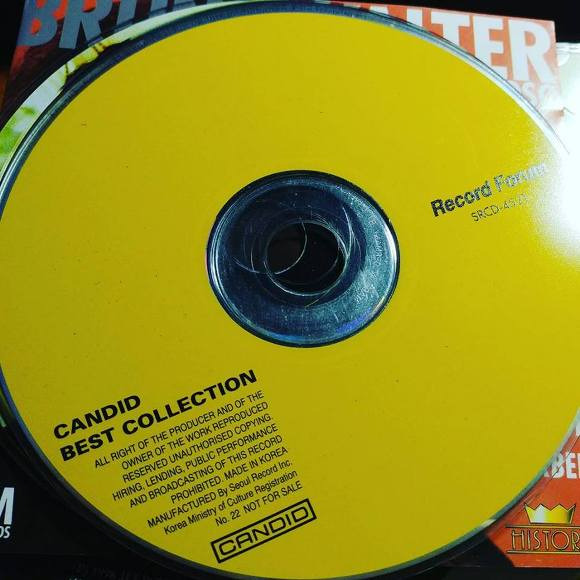 Record Forum
CANDID
BEST COLLECTION
ALL RIGHT OF THE PRODUCER AND OF THE
OWNER OF THE WORK REPRODUCED
RESERVED UNAUTHORISED COPYING.
HIRING. LENDING, PUBLIC PERFORMANCE
AND BROADCASTING OF THIS RECORD
PROHIBITED. MADE IN KOREA
MANUFACTURED By Seoul Record Inc.
Korea Ministry of Culture Registration
No. 22 NOT FOR SALE
CANDID